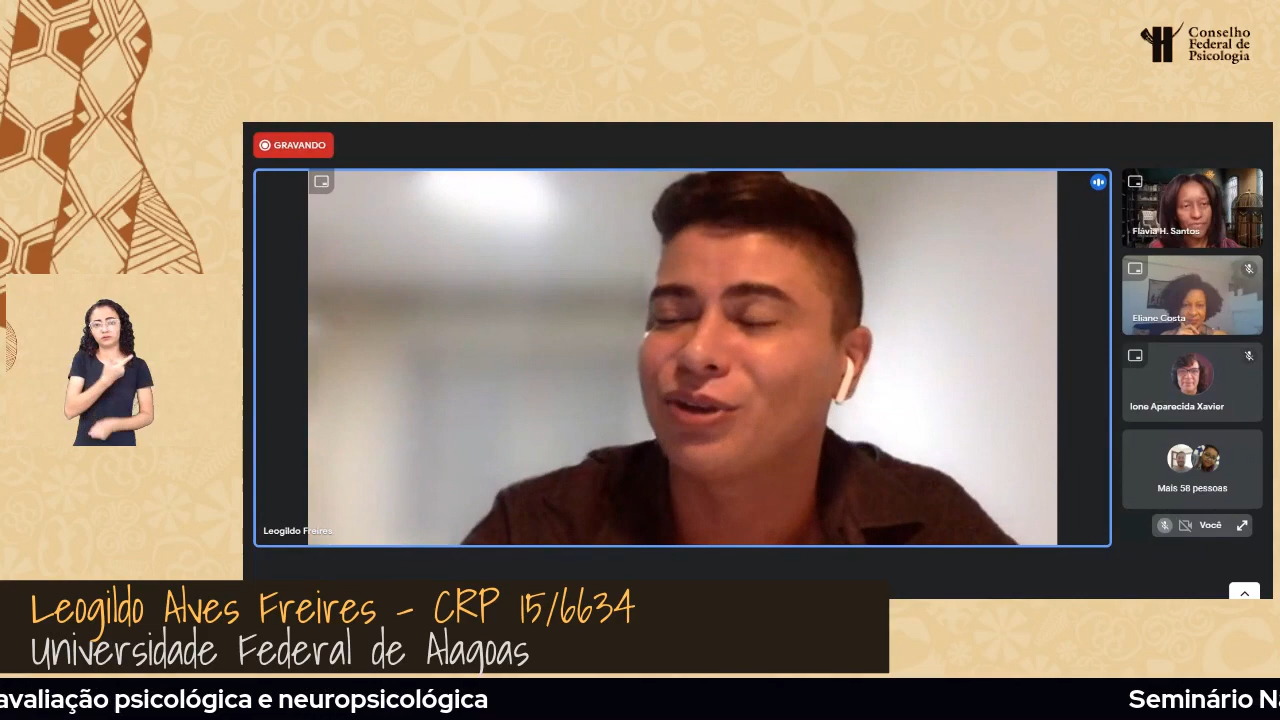 Conselho
Federal de
Psicologia
GRAVANDO
Flávia H. Santos
Eliane Costa
Ione Aparecida Xavier
Mais 58 pessoas
Você
Leogildo Freires
Leogildo Alves Freires - CRP 15/6634
Universidade Federal de Alagoas
avaliação psicológica e neuropsicológica
Seminário Na